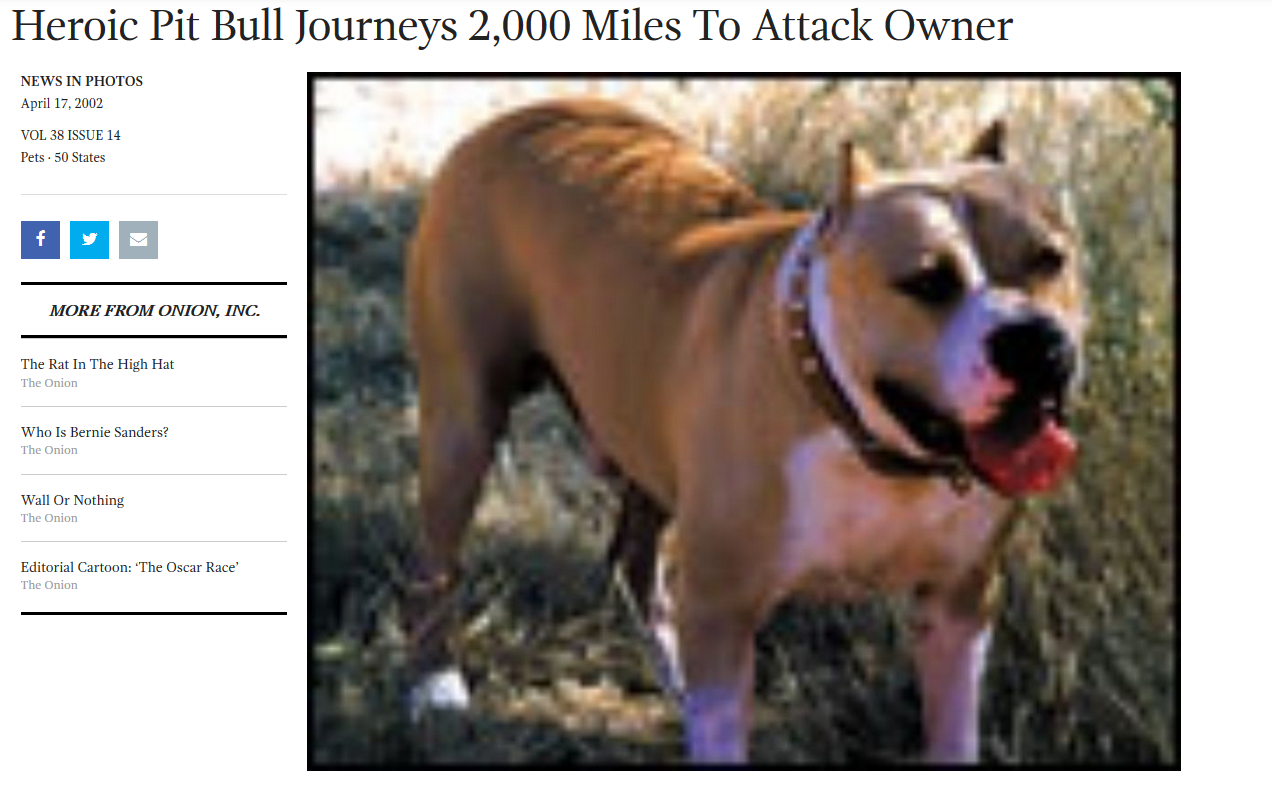 Heroic Pit Bull Journeys 2,000 Miles To Attack Owner
NEWS IN PHOTOS
April 17, 2002
VOL 38 ISSUE 14
Pets · 50 States
MORE FROM ONION, INC.
The Rat In The High Hat
The Onion
Who Is Bernie Sanders?
The Onion
Wall Or Nothing
The Onion
Editorial Cartoon: ‘The Oscar Race’
The Onion